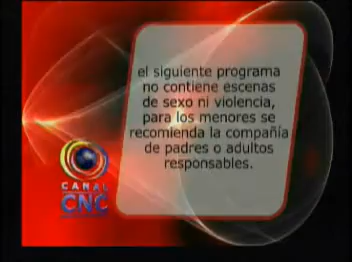 el siguiente programa
no contiene escenas
de sexo ni violencia,
para los menores se
recomienda la compañía
de padres o adultos
responsables.
CANAL
CNC